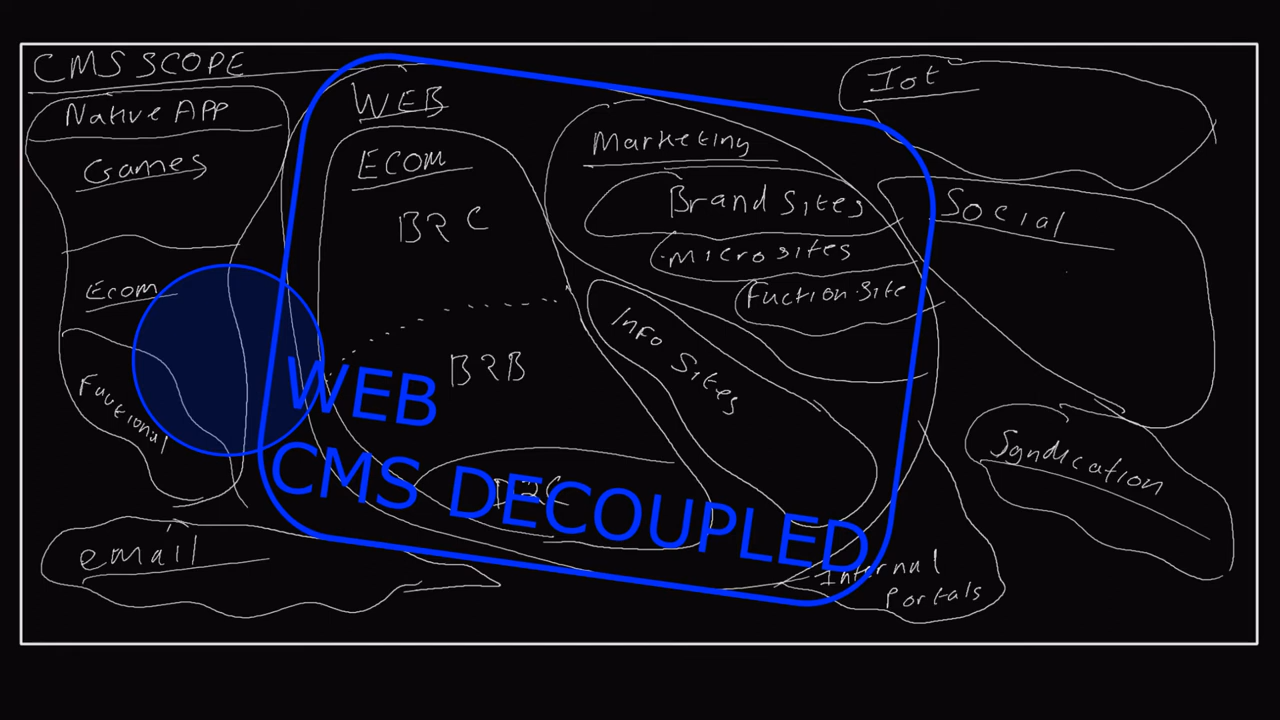 CMS SCOPE
Native APP
Games
Ecom
Fuctional
email
WEB
ECOM
B2C
B2B
Marketing
Brand Sites
microsites
Fuction Site
Info Sites
Internal
Portals
IoT
Social
Syndication
WEB
CMS DECOUPLED